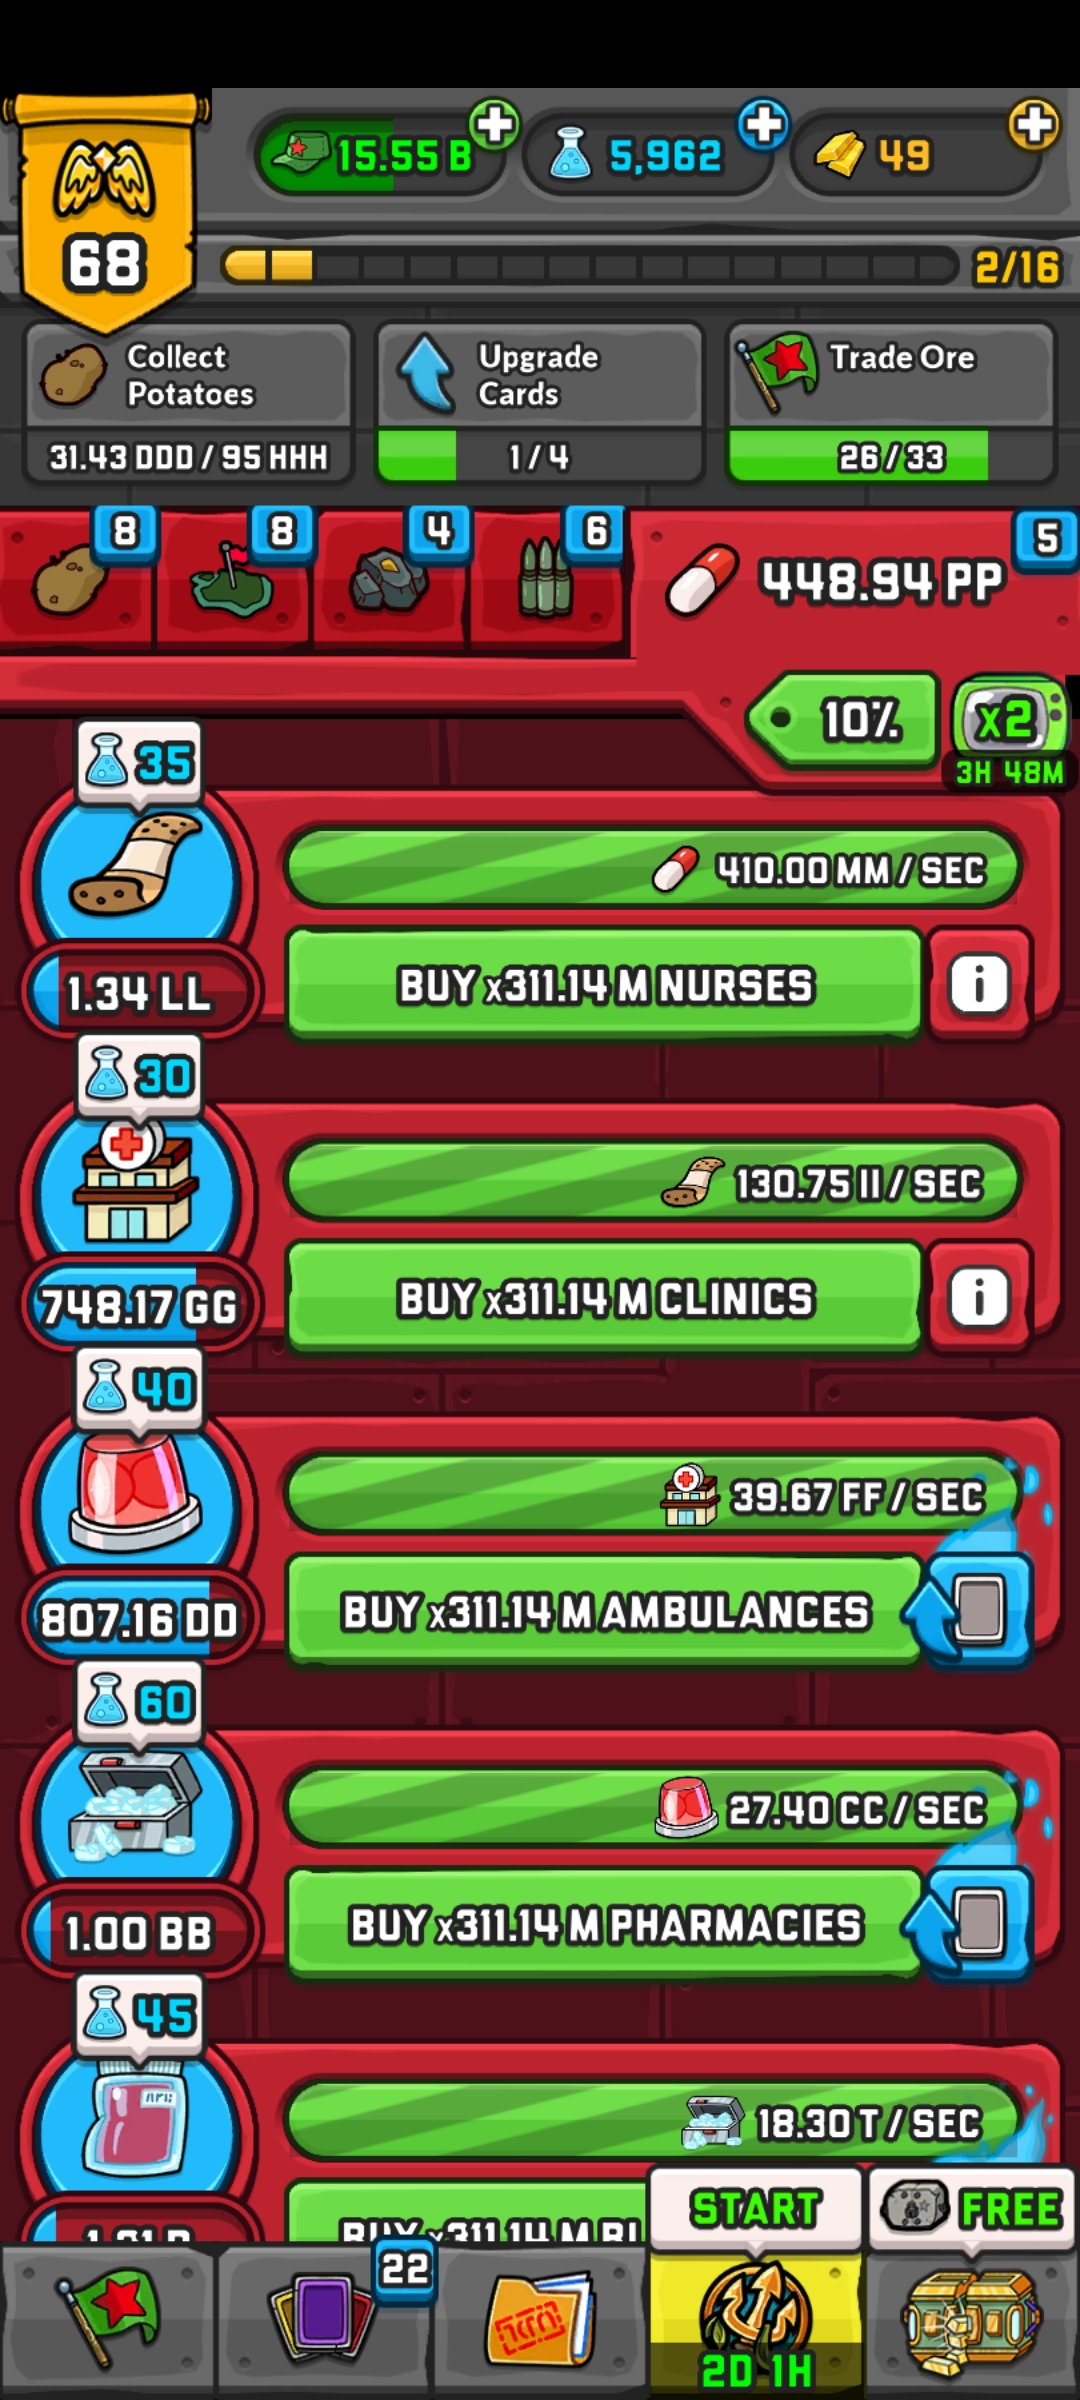 68
15.55 B
5,962
49
2/16
Collect
Potatoes
31.43 DDD / 95 HHH
Upgrade
Cards
1 / 4
Trade Ore
26 / 33
8
8
4
6
448.94 PP
5
10%
x2
3H 48M
35
410.00 MM / SEC
1.34 LL
BUY x311.14 M NURSES
i
30
130.75 II / SEC
748.17 GG
BUY x311.14 M CLINICS
i
40
39.67 FF / SEC
807.16 DD
BUY x311.14 M AMBULANCES
60
27.40 CC / SEC
1.00 BB
BUY x311.14 M PHARMACIES
45
18.30 T / SEC
BUY x311.14 M
START
FREE
22
2D 1H